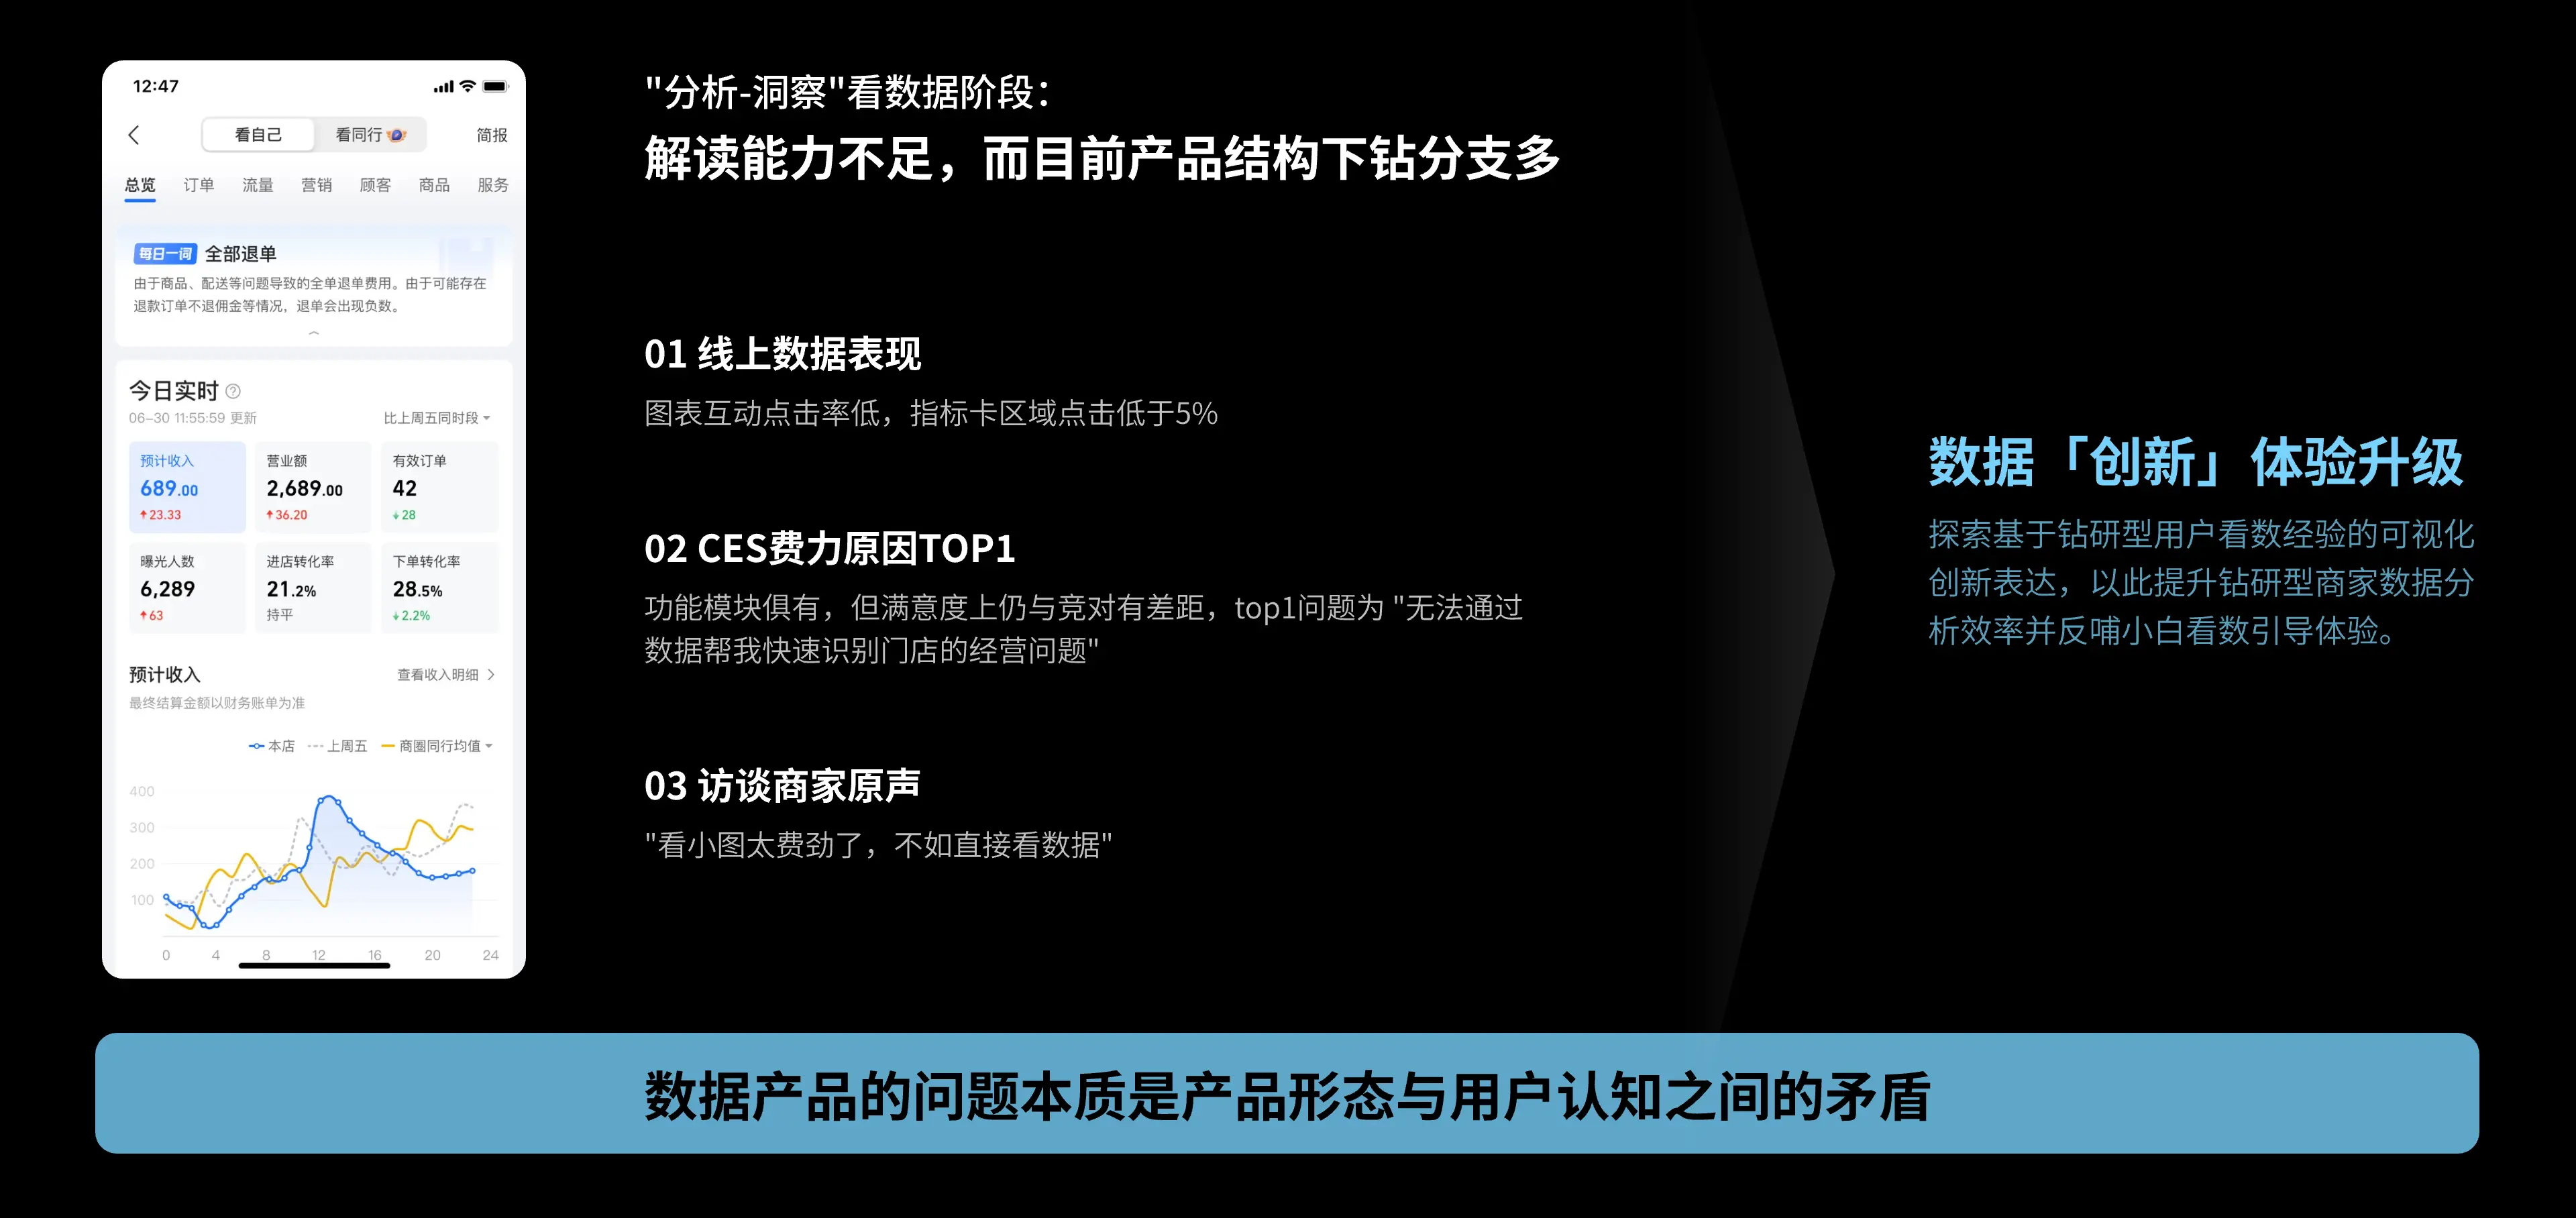 12:47
看自己
看同行
简报
总览
订单
流量
营销
顾客
商品
服务
每日一词 全部退单
由于商品、配送等问题导致的全单退单费用。由于可能存在
退款订单不退佣金等情况，退单会出现负数。
今日实时
06-30 11:55:59 更新
比上周五同时段
预计收入
689.00
23.33
营业额
2,689.00
36.20
有效订单
42
28
曝光人数
6,289
63
进店转化率
21.2%
持平
下单转化率
28.5%
2.2%
预计收入
查看收入明细
最终结算金额以财务账单为准
本店
上周五
商圈同行均值
400
300
200
100
0 4 8 12 16 20 24
"分析-洞察"看数据阶段：
解读能力不足，而目前产品结构下钻分支多
01 线上数据表现
图表互动点击率低，指标卡区域点击低于5%
02 CES费力原因TOP1
功能模块俱有，但满意度上仍与竞对有差距，top1问题为 "无法通过
数据帮我快速识别门店的经营问题"
03 访谈商家原声
"看小图太费劲了，不如直接看数据"
数据「创新」体验升级
探索基于钻研型用户看数经验的可视化
创新表达，以此提升钻研型商家数据分
析效率并反哺小白看数引导体验。
数据产品的问题本质是产品形态与用户认知之间的矛盾